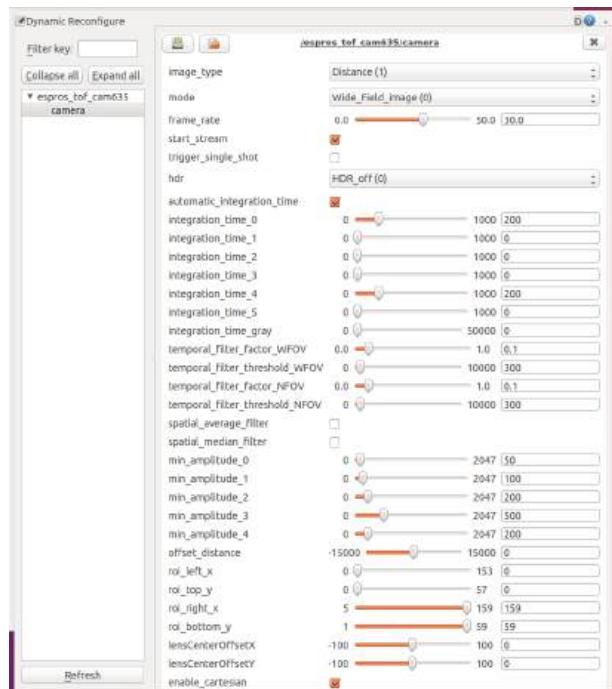 Dynamic Reconfigure
Filter key:
Collapse all Expand all
espros_tof_cam635
camera
Refresh
/espros_tof_cam635/camera
image_type Distance (1)
mode Wide_Field_image (0)
frame_rate 0.0 50.0 30.0
start_stream
trigger_single_shot
hdr HDR_off (0)
automatic_integration_time
integration_time_0 0 1000 200
integration_time_1 0 1000 0
integration_time_2 0 1000 0
integration_time_3 0 1000 0
integration_time_4 0 1000 200
integration_time_5 0 1000 0
integration_time_gray 0 50000 0
temporal_filter_factor_WFOV 0.0 1.0 0.1
temporal_filter_threshold_WFOV 0 10000 300
temporal_filter_factor_NFOV 0.0 1.0 0.1
temporal_filter_threshold_NFOV 0 10000 300
spatial_average_filter
spatial_median_filter
min_amplitude_0 0 2047 50
min_amplitude_1 0 2047 100
min_amplitude_2 0 2047 200
min_amplitude_3 0 2047 500
min_amplitude_4 0 2047 200
offset_distance -15000 15000 0
roi_left_x 0 153 0
roi_top_y 0 57 0
roi_right_x 5 159 159
roi_bottom_y 1 59 59
lensCenterOffsetX -100 100 0
lensCenterOffsetY -100 100 0
enable_cartesian